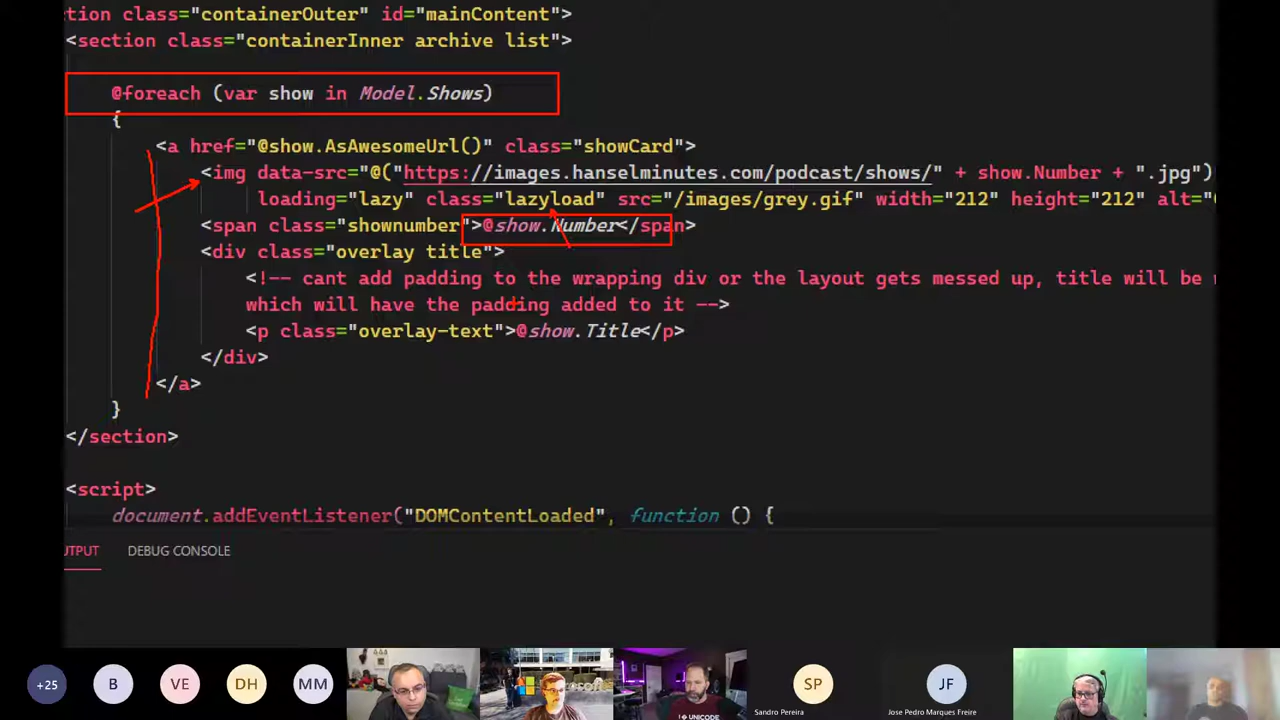 ction class="containerOuter" id="mainContent">
<section class="containerInner archive list">
@foreach (var show in Model.Shows)
{
<a href="@show.AsAwesomeUrl()" class="showCard">
<img data-src="@("https://images.hanselminutes.com/podcast/shows/" + show.Number + ".jpg")
loading="lazy" class="lazyload" src="/images/grey.gif" width="212" height="212" alt="
<span class="shownumber">@show.Number</span>
<div class="overlay title">
<!-- cant add padding to the wrapping div or the layout gets messed up, title will be
which will have the padding added to it -->
<p class="overlay-text">@show.Title</p>
</div>
</a>
}
</section>
<script>
document.addEventListener("DOMContentLoaded", function () {
UTPUT DEBUG CONSOLE
+25 B VE DH MM SP JF
Sandro Pereira Jose Pedro Marques Freire
I UNICODE